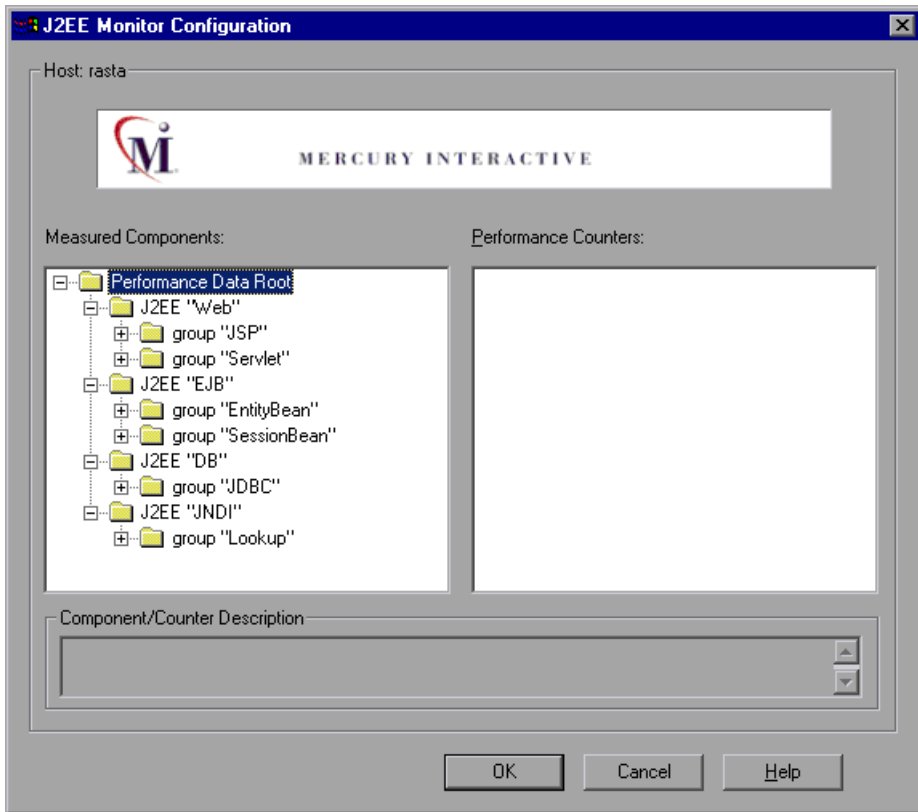 J2EE Monitor Configuration
Host: rasta
M
MERCURY INTERACTIVE
Measured Components:
Performance Counters:
Performance Data Root
J2EE "Web"
group "JSP"
group "Servlet"
J2EE "EJB"
group "EntityBean"
group "SessionBean"
J2EE "DB"
group "JDBC"
J2EE "JNDI"
group "Lookup"
Component/Counter Description
OK
Cancel
Help